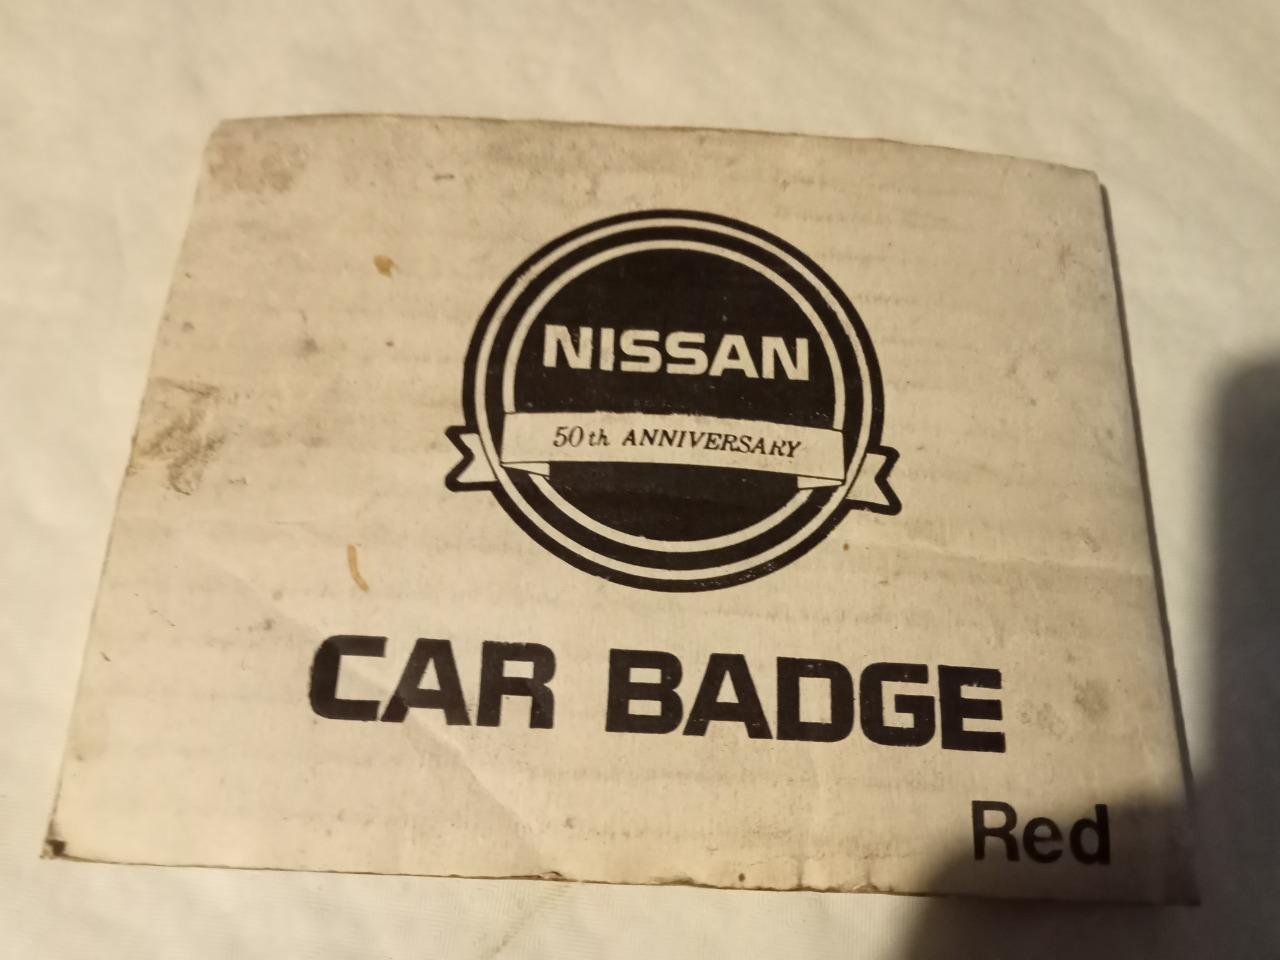 NISSAN
50th ANNIVERSARY
CAR BADGE
Red